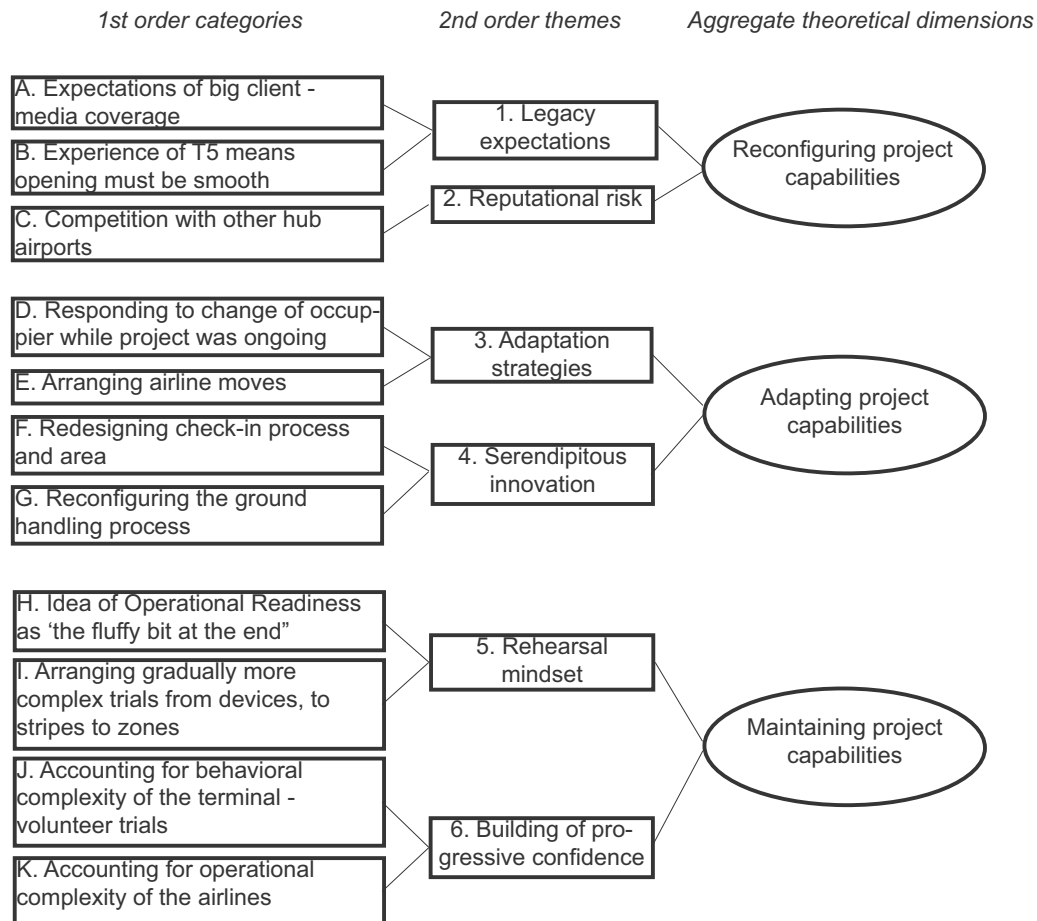 1st order categories
2nd order themes
Aggregate theoretical dimensions
A. Expectations of big client -
media coverage
B. Experience of T5 means
opening must be smooth
C. Competition with other hub
airports
1. Legacy
expectations
2. Reputational risk
Reconfiguring project
capabilities
D. Responding to change of occup-
pier while project was ongoing
E. Arranging airline moves
F. Redesigning check-in process
and area
G. Reconfiguring the ground
handling process
3. Adaptation
strategies
4. Serendipitous
innovation
Adapting project
capabilities
H. Idea of Operational Readiness
as ‘the fluffy bit at the end”
I. Arranging gradually more
complex trials from devices, to
stripes to zones
J. Accounting for behavioral
complexity of the terminal -
volunteer trials
K. Accounting for operational
complexity of the airlines
5. Rehearsal
mindset
6. Building of pro-
gressive confidence
Maintaining project
capabilities